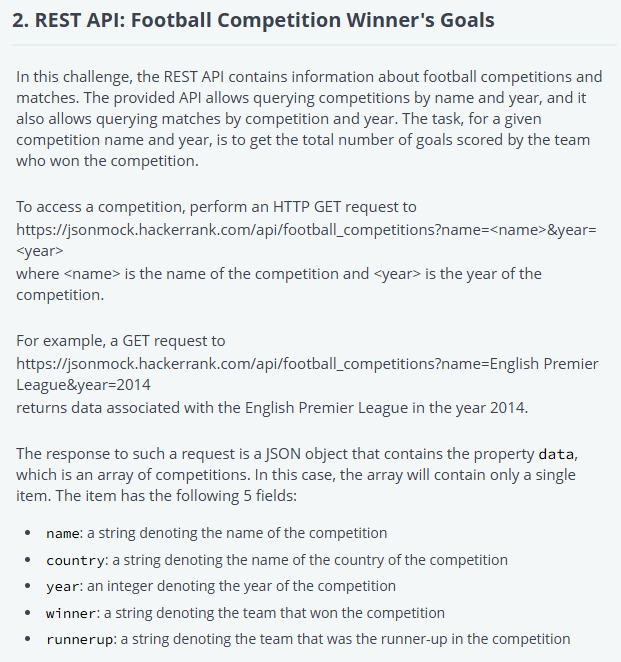 2. REST API: Football Competition Winner's Goals
In this challenge, the REST API contains information about football competitions and
matches. The provided API allows querying competitions by name and year, and it
also allows querying matches by competition and year. The task, for a given
competition name and year, is to get the total number of goals scored by the team
who won the competition.
To access a competition, perform an HTTP GET request to
https://jsonmock.hackerrank.com/api/football_competitions?name=<name>&year=
<year>
where <name> is the name of the competition and <year> is the year of the
competition.
For example, a GET request to
https://jsonmock.hackerrank.com/api/football_competitions?name=English Premier
League&year=2014
returns data associated with the English Premier League in the year 2014.
The response to such a request is a JSON object that contains the property data,
which is an array of competitions. In this case, the array will contain only a single
item. The item has the following 5 fields:
• name: a string denoting the name of the competition
• country: a string denoting the name of the country of the competition
• year: an integer denoting the year of the competition
• winner: a string denoting the team that won the competition
• runnerup: a string denoting the team that was the runner-up in the competition